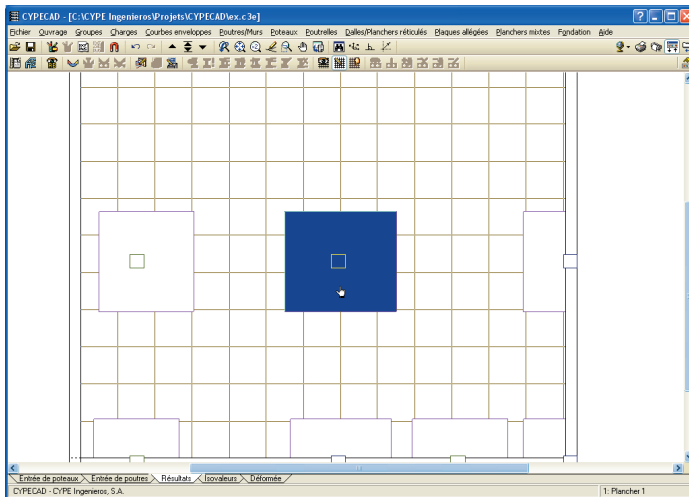 CYPECAD - [C:\CYPE Ingenieros\Projets\CYPECAD\ex.c3e]
Fichier Ouvrage Groupes Charges Courbes enveloppes Poutres/Murs Poteaux Poutrelles Dalles/Planchers réticulés Plaques allégées Planchers mixtes Fondation Aide
Entrée de poteaux Entrée de poutres Résultats Isovaleurs Déformée
CYPECAD - CYPE Ingenieros, S.A. 1: Plancher 1